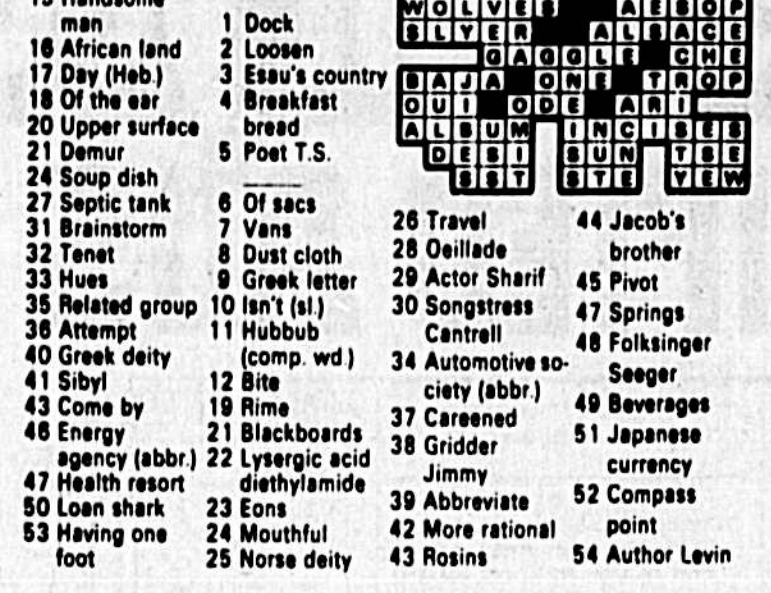 15 Handsome
man
16 African land
17 Day (Heb.)
18 Of the ear
20 Upper surface
21 Demur
24 Soup dish
27 Septic tank
31 Brainstorm
32 Tenet
33 Hues
35 Related group
36 Attempt
40 Greek deity
41 Sibyl
43 Come by
46 Energy
agency (abbr.)
47 Health resort
50 Loan shark
53 Having one
foot
1 Dock
2 Loosen
3 Esau's country
4 Breakfast
bread
5 Poet T.S.
_____
6 Of sacs
7 Vans
8 Dust cloth
9 Greek letter
10 Isn't (sl.)
11 Hubbub
(comp. wd.)
12 Bite
19 Rime
21 Blackboards
22 Lysergic acid
diethylamide
23 Eons
24 Mouthful
25 Norse deity
WOLVES AESOP
SLYER ALSACE
GAGGLE CHE
BAJA ONE TROP
OUI ODE ARI
ALBUM INCISES
DESI SUN TSE
SST STE YEW
26 Travel
28 Oeillade
29 Actor Sharif
30 Songstress
Cantrell
34 Automotive so-
ciety (abbr.)
37 Careened
38 Gridder
Jimmy
39 Abbreviate
42 More rational
43 Rosins
44 Jacob's
brother
45 Pivot
47 Springs
48 Folksinger
Seeger
49 Beverages
51 Japanese
currency
52 Compass
point
54 Author Levin